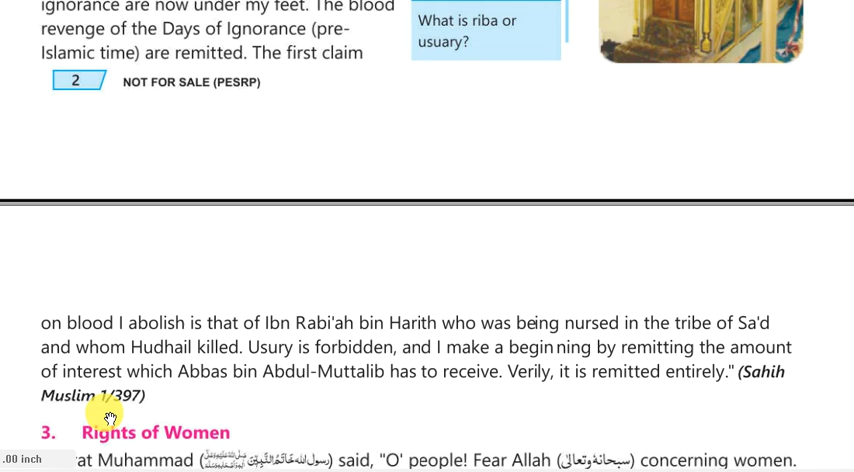 ignorance are now under my feet. The blood
revenge of the Days of Ignorance (pre-
Islamic time) are remitted. The first claim
What is riba or
usuary?
2 NOT FOR SALE (PESRP)
on blood I abolish is that of Ibn Rabi'ah bin Harith who was being nursed in the tribe of Sa'd
and whom Hudhail killed. Usury is forbidden, and I make a beginning by remitting the amount
of interest which Abbas bin Abdul-Muttalib has to receive. Verily, it is remitted entirely." (Sahih
Muslim 1/397)
3. Rights of Women
at Muhammad (رسول الله خاتم النبيين) said, "O' people! Fear Allah (سبحانهٗ وتعالىٰ) concerning women.
.00 inch